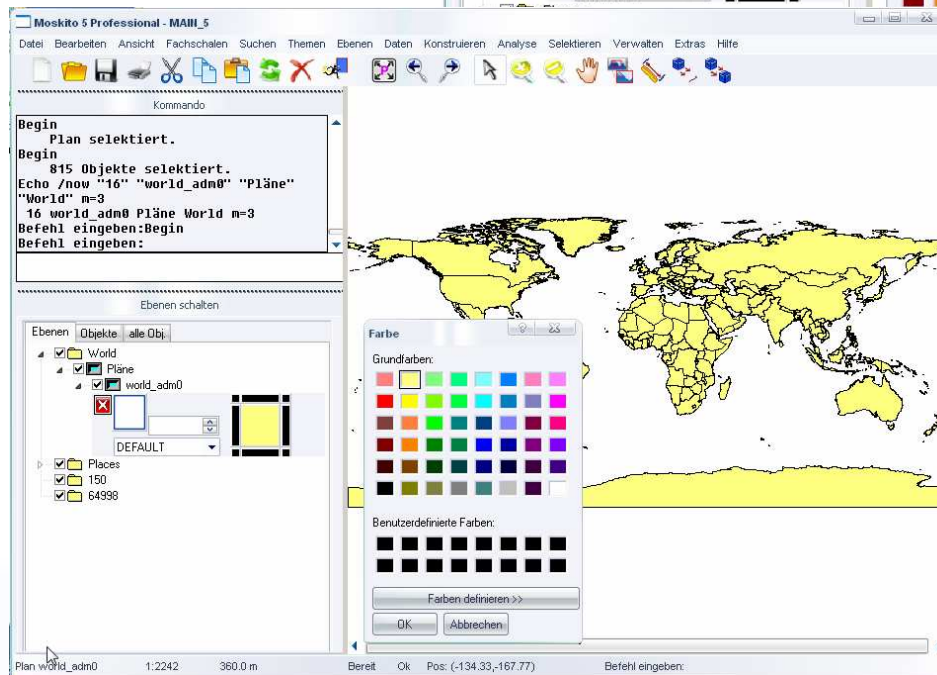 Moskito 5 Professional - MAIN_5
Datei Bearbeiten Ansicht Fachschalen Suchen Themen Ebenen Daten Konstruieren Analyse Selektieren Verwalten Extras Hilfe
Kommando
Begin
Plan selektiert.
Begin
815 Objekte selektiert.
Echo /now "16" "world_adm0" "Pläne"
"World" m=3
16 world_adm0 Pläne World m=3
Befehl eingeben:Begin
Befehl eingeben:
Ebenen schalten
Ebenen Objekte alle Obj.
World
Pläne
world_adm0
DEFAULT
Places
150
64998
Farbe
Grundfarben:
Benutzerdefinierte Farben:
Farben definieren >>
OK Abbrechen
Plan world_adm0 1:2242 360.0 m Bereit Ok Pos: (-134.33,-167.77) Befehl eingeben: